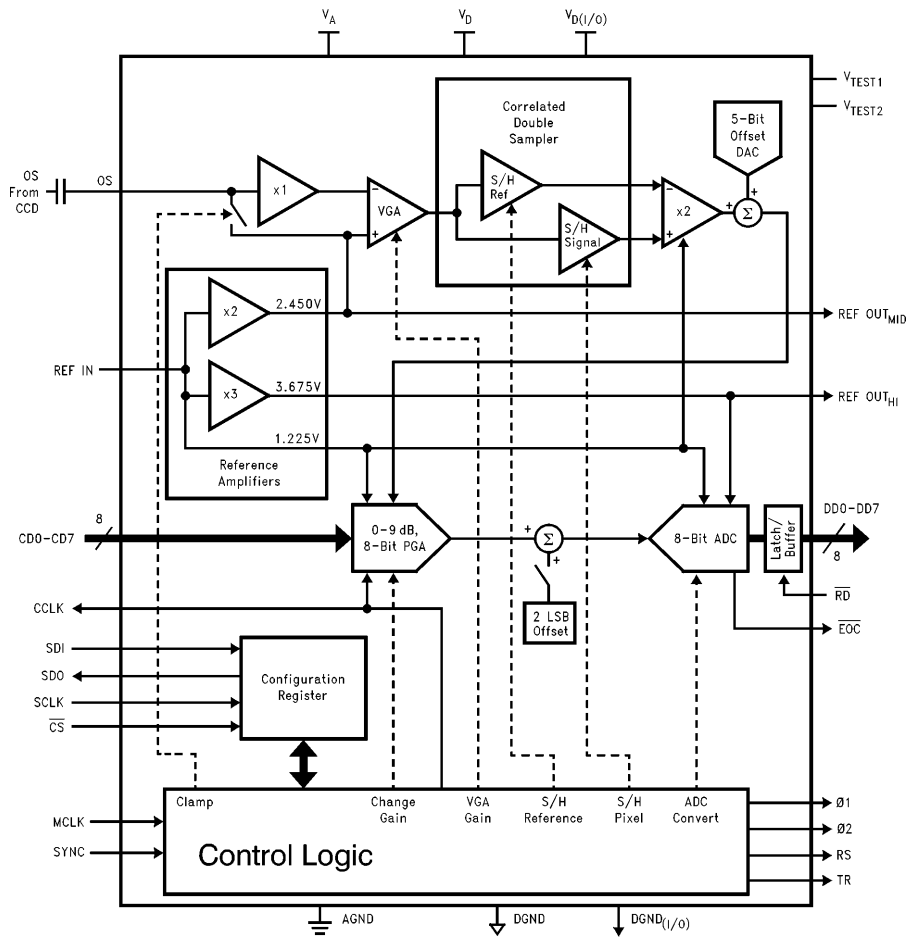 V_A
V_D
V_D(I/O)
V_TEST1
V_TEST2
Correlated
Double
Sampler
5-Bit
Offset
DAC
OS
From
CCD
OS
x1
VGA
-
+
S/H
Ref
S/H
Signal
-
+
x2
+
+
Σ
x2
2.450V
REF OUT_MID
REF IN
x3
3.675V
REF OUT_HI
1.225V
Reference
Amplifiers
CD0-CD7
8
0-9 dB,
8-Bit PGA
+
Σ
+
8-Bit ADC
Latch/
Buffer
DD0-DD7
8
2 LSB
Offset
R̅D̅
E̅O̅C̅
CCLK
SDI
SDO
SCLK
C̅S̅
Configuration
Register
Clamp
Change
Gain
VGA
Gain
S/H
Reference
S/H
Pixel
ADC
Convert
MCLK
SYNC
Control Logic
Ø1
Ø2
RS
TR
AGND
DGND
DGND(I/O)